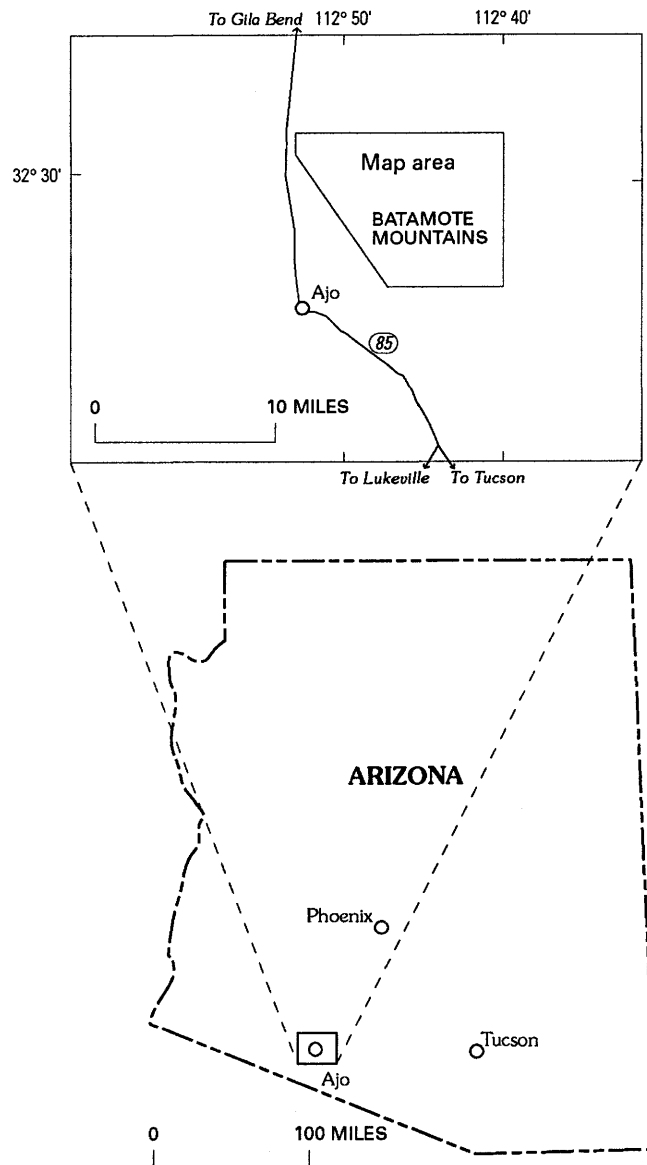 To Gila Bend
112° 50'
112° 40'
32° 30'
Map area
BATAMOTE
MOUNTAINS
Ajo
85
0
10 MILES
To Lukeville
To Tucson
ARIZONA
Phoenix
Tucson
Ajo
0
100 MILES